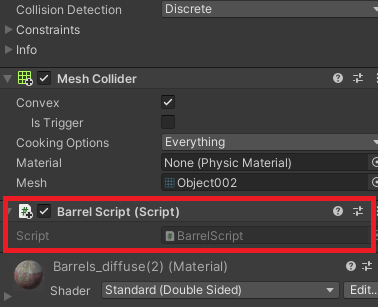 Collision Detection Discrete
Constraints
Info
Mesh Collider
Convex
Is Trigger
Cooking Options Everything
Material None (Physic Material)
Mesh Object002
Barrel Script (Script)
Script BarrelScript
Barrels_diffuse(2) (Material)
Shader Standard (Double Sided) Edit..